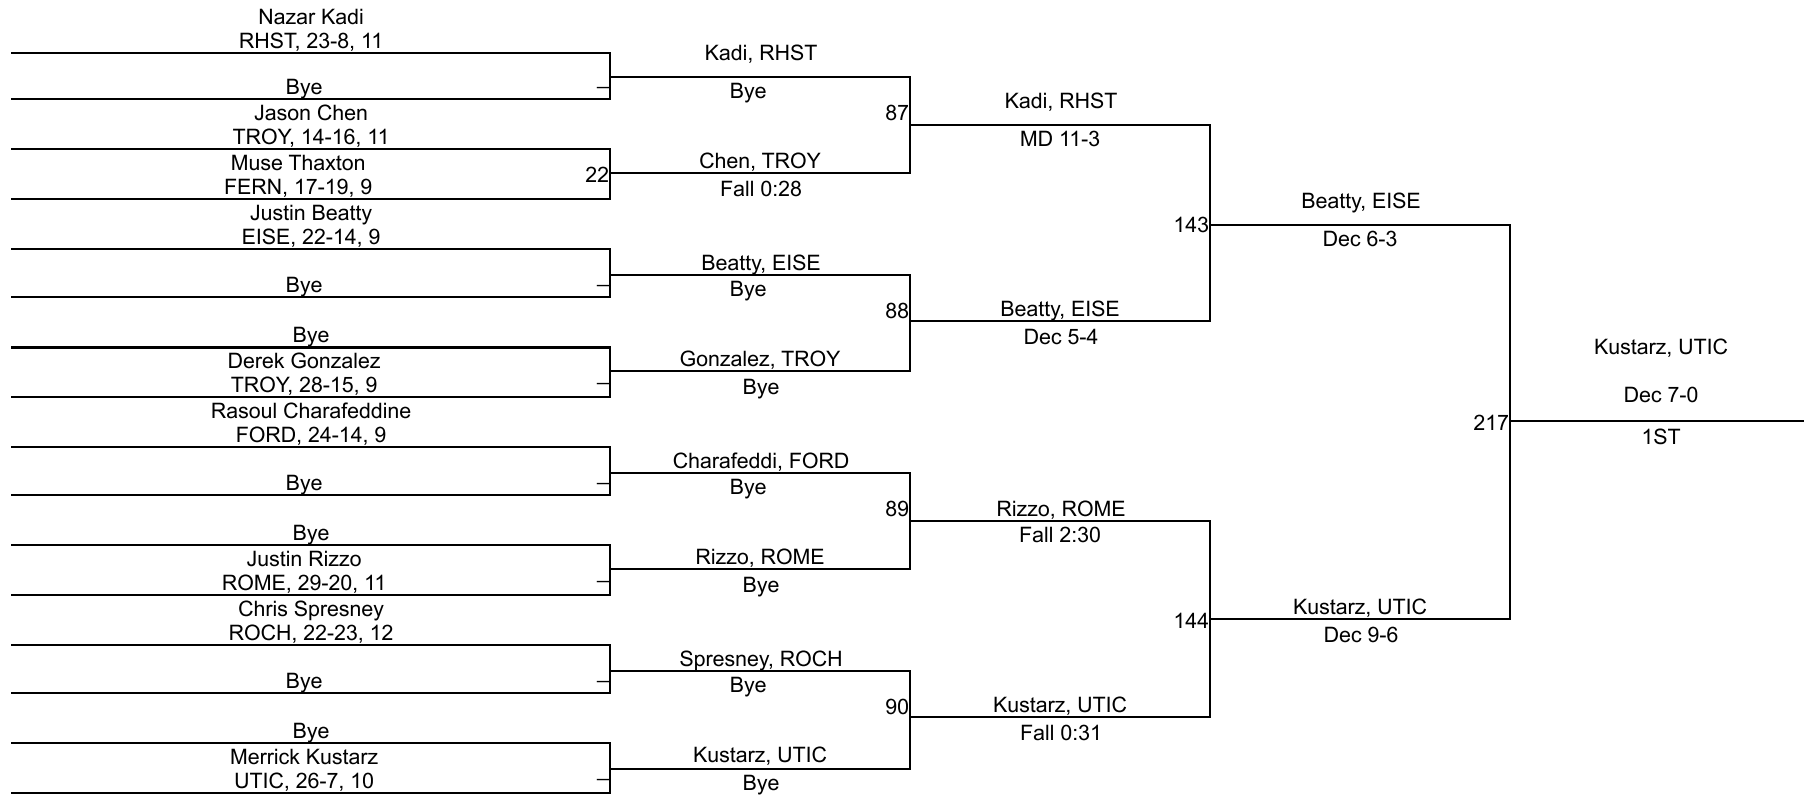 Nazar Kadi
RHST, 23-8, 11
Bye
Jason Chen
TROY, 14-16, 11
Muse Thaxton
FERN, 17-19, 9
22
Justin Beatty
EISE, 22-14, 9
Bye
Bye
Derek Gonzalez
TROY, 28-15, 9
Rasoul Charafeddine
FORD, 24-14, 9
Bye
Bye
Justin Rizzo
ROME, 29-20, 11
Chris Spresney
ROCH, 22-23, 12
Bye
Bye
Merrick Kustarz
UTIC, 26-7, 10
Kadi, RHST
Bye
87
Chen, TROY
Fall 0:28
Beatty, EISE
Bye
88
Gonzalez, TROY
Bye
Charafeddi, FORD
Bye
89
Rizzo, ROME
Bye
Spresney, ROCH
Bye
90
Kustarz, UTIC
Bye
Kadi, RHST
MD 11-3
143
Beatty, EISE
Dec 5-4
Rizzo, ROME
Fall 2:30
144
Kustarz, UTIC
Fall 0:31
Beatty, EISE
Dec 6-3
217
Kustarz, UTIC
Dec 9-6
Kustarz, UTIC
Dec 7-0
1ST